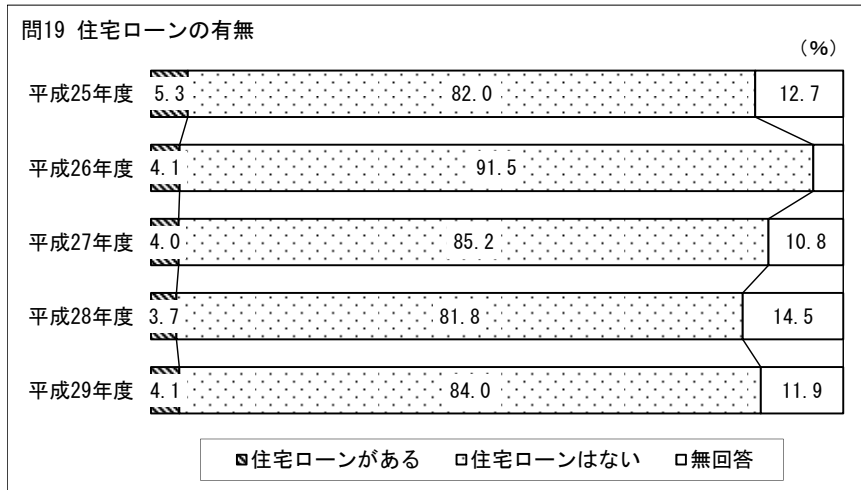 問19 住宅ローンの有無
(%)
平成25年度 5.3 82.0 12.7
平成26年度 4.1 91.5
平成27年度 4.0 85.2 10.8
平成28年度 3.7 81.8 14.5
平成29年度 4.1 84.0 11.9
住宅ローンがある 住宅ローンはない 無回答